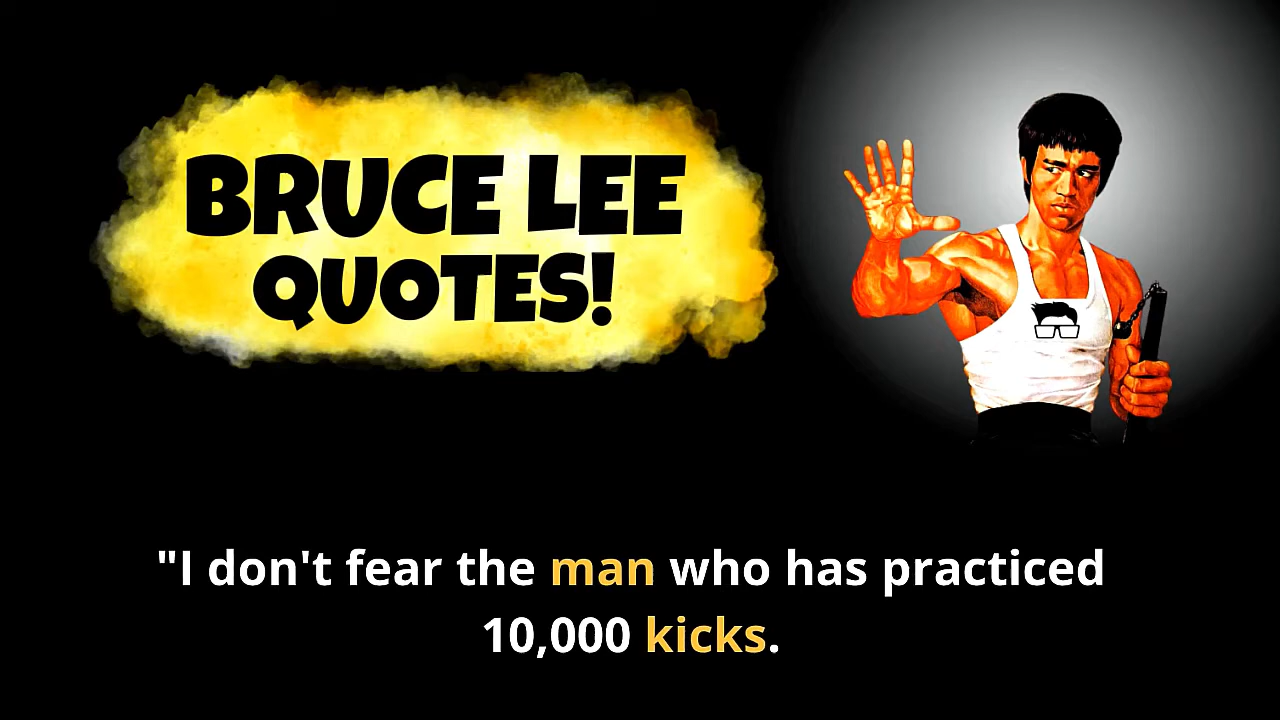 BRUCE LEE
QUOTES!
"I don't fear the man who has practiced
10,000 kicks.